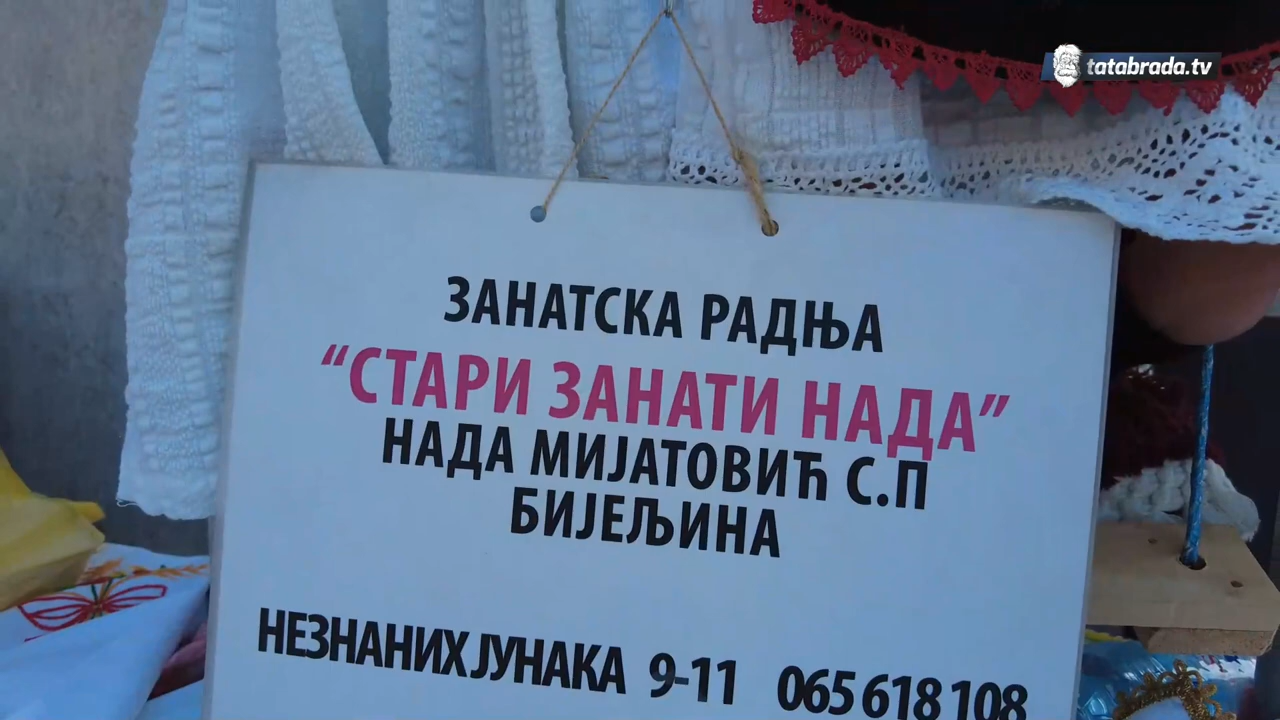 tatabrada.tv
ЗАНАТСКА РАДЊА
“СТАРИ ЗАНАТИ НАДА”
НАДА МИЈАТОВИЋ С.П
БИЈЕЉИНА
НЕЗНАНИХ ЈУНАКА 9-11 065 618 108